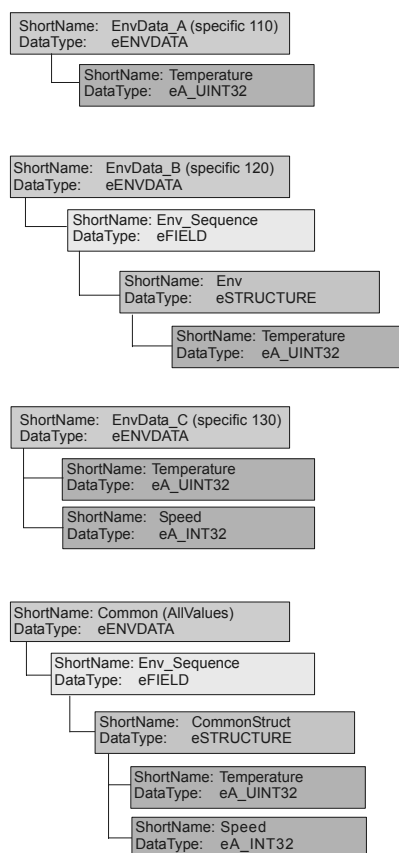 ShortName: EnvData_A (specific 110)
DataType: eENVDATA
ShortName: Temperature
DataType: eA_UINT32
ShortName: EnvData_B (specific 120)
DataType: eENVDATA
ShortName: Env_Sequence
DataType: eFIELD
ShortName: Env
DataType: eSTRUCTURE
ShortName: Temperature
DataType: eA_UINT32
ShortName: EnvData_C (specific 130)
DataType: eENVDATA
ShortName: Temperature
DataType: eA_UINT32
ShortName: Speed
DataType: eA_INT32
ShortName: Common (AllValues)
DataType: eENVDATA
ShortName: Env_Sequence
DataType: eFIELD
ShortName: CommonStruct
DataType: eSTRUCTURE
ShortName: Temperature
DataType: eA_UINT32
ShortName: Speed
DataType: eA_INT32